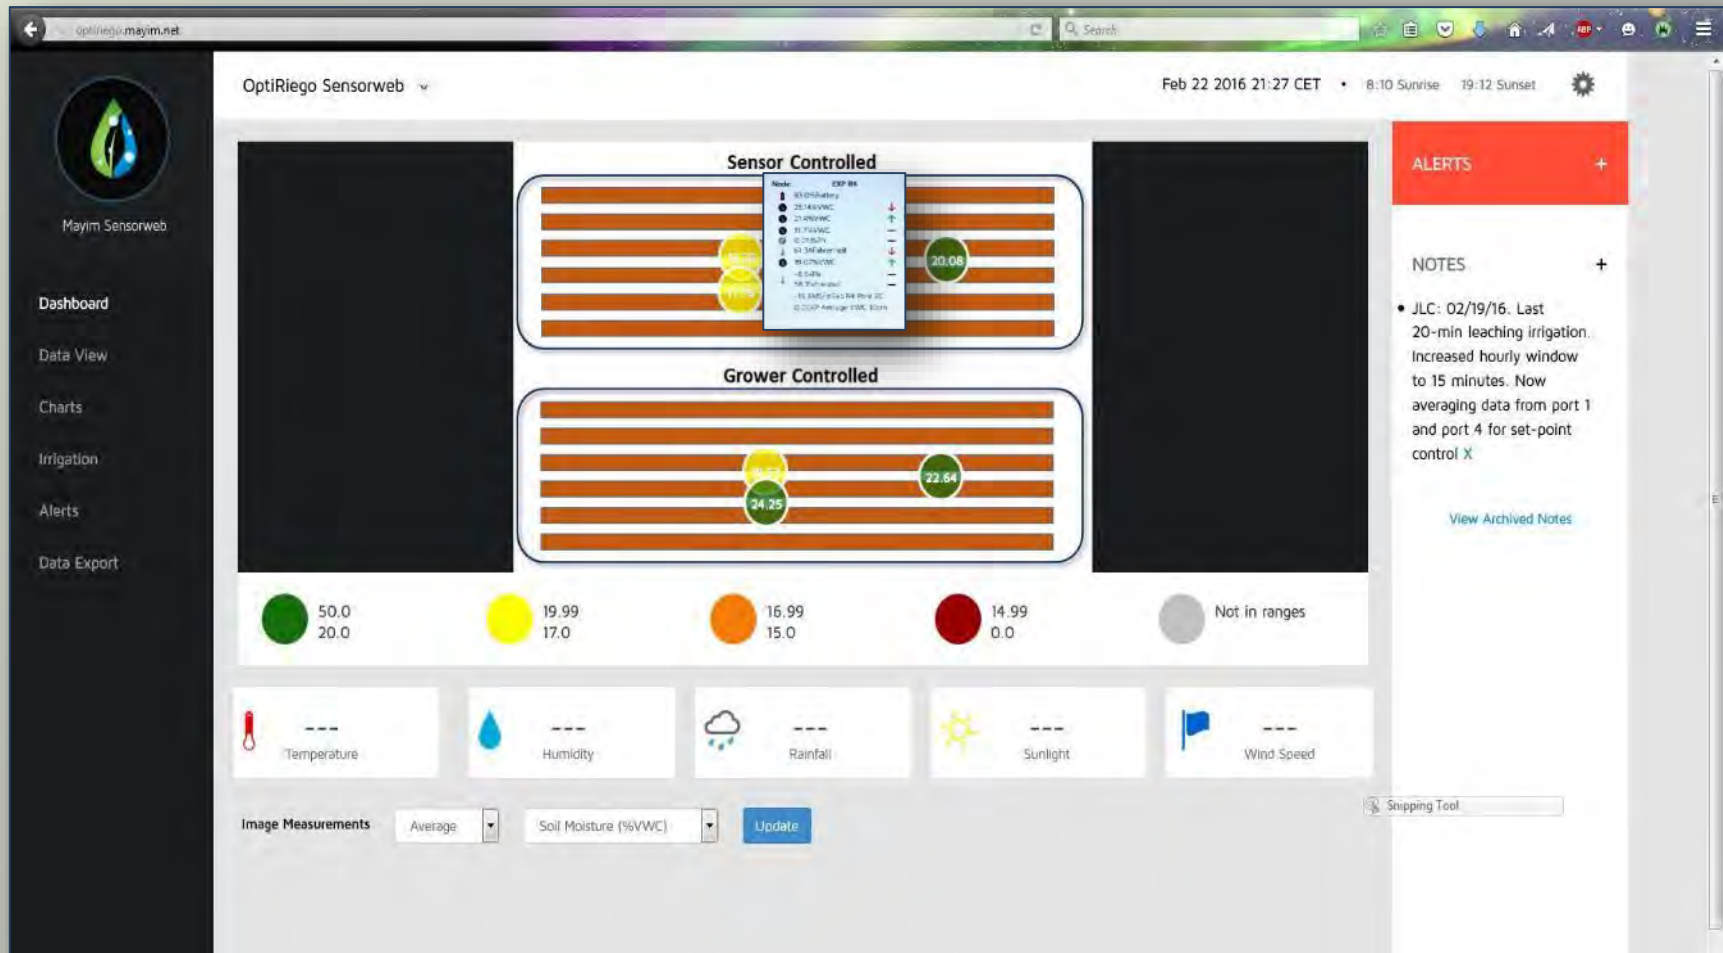 optiriego.mayim.net
Search
ABP
OptiRiego Sensorweb
Feb 22 2016 21:27 CET • 8:10 Sunrise 19:12 Sunset
Mayim Sensorweb
Dashboard
Data View
Charts
Irrigation
Alerts
Data Export
Sensor Controlled
Node EXP R4
20.08
Grower Controlled
22.64
24.25
50.0
20.0
19.99
17.0
16.99
15.0
14.99
0.0
Not in ranges
---
Temperature
---
Humidity
---
Rainfall
---
Sunlight
---
Wind Speed
Image Measurements
Average
Soil Moisture (%VWC)
Update
ALERTS +
NOTES +
• JLC: 02/19/16. Last
20-min leaching irrigation.
Increased hourly window
to 15 minutes. Now
averaging data from port 1
and port 4 for set-point
control X
View Archived Notes
Snipping Tool